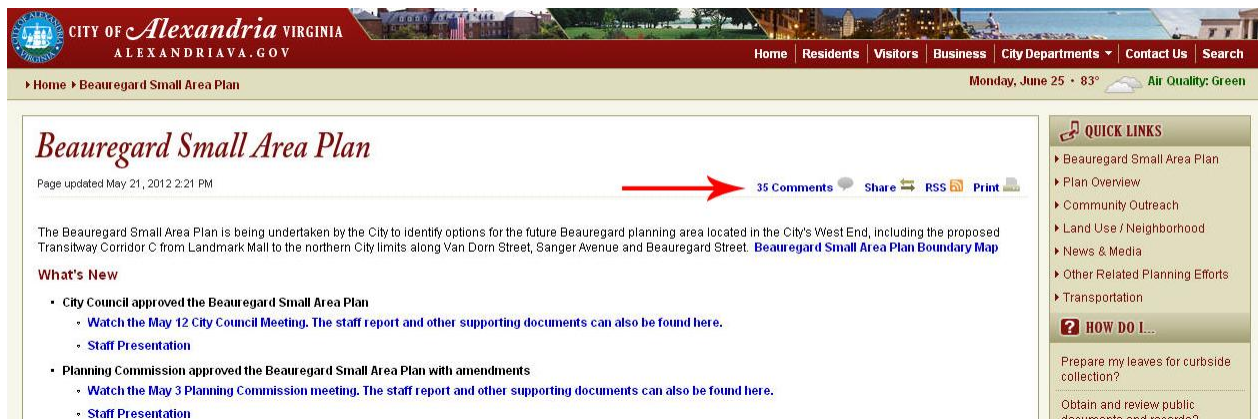 CITY OF Alexandria VIRGINIA
ALEXANDRIAVA.GOV
Home Residents Visitors Business City Departments Contact Us Search
Home Beauregard Small Area Plan
Monday, June 25 • 83° Air Quality: Green
Beauregard Small Area Plan
Page updated May 21, 2012 2:21 PM
35 Comments Share RSS Print
The Beauregard Small Area Plan is being undertaken by the City to identify options for the future Beauregard planning area located in the City's West End, including the proposed
Transitway Corridor C from Landmark Mall to the northern City limits along Van Dorn Street, Sanger Avenue and Beauregard Street. Beauregard Small Area Plan Boundary Map
What's New
City Council approved the Beauregard Small Area Plan
Watch the May 12 City Council Meeting. The staff report and other supporting documents can also be found here.
Staff Presentation
Planning Commission approved the Beauregard Small Area Plan with amendments
Watch the May 3 Planning Commission meeting. The staff report and other supporting documents can also be found here.
Staff Presentation
QUICK LINKS
Beauregard Small Area Plan
Plan Overview
Community Outreach
Land Use / Neighborhood
News & Media
Other Related Planning Efforts
Transportation
HOW DO I...
Prepare my leaves for curbside
collection?
Obtain and review public
documents and records?